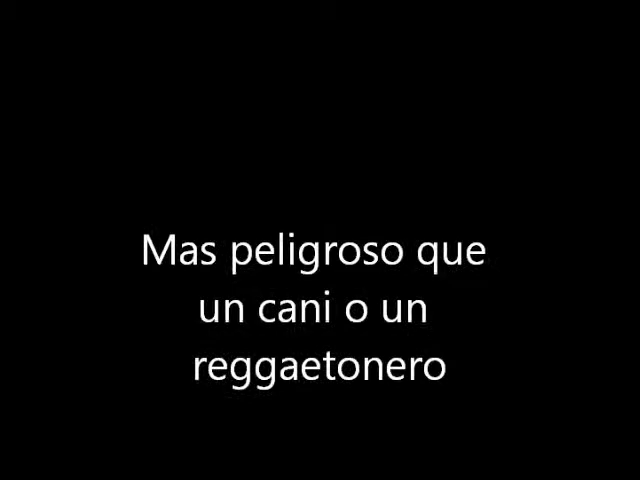 Mas peligroso que
un cani o un
reggaetonero